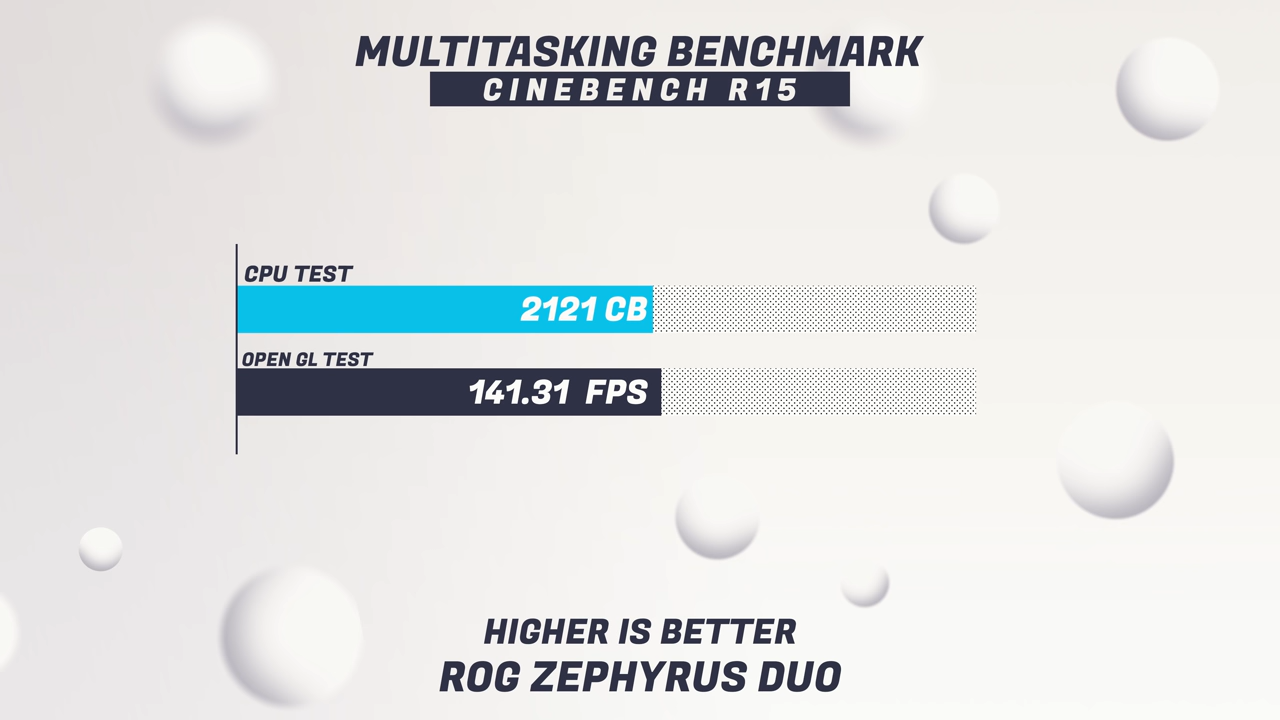 MULTITASKING BENCHMARK
CINEBENCH R15
CPU TEST
2121 CB
OPEN GL TEST
141.31 FPS
HIGHER IS BETTER
ROG ZEPHYRUS DUO